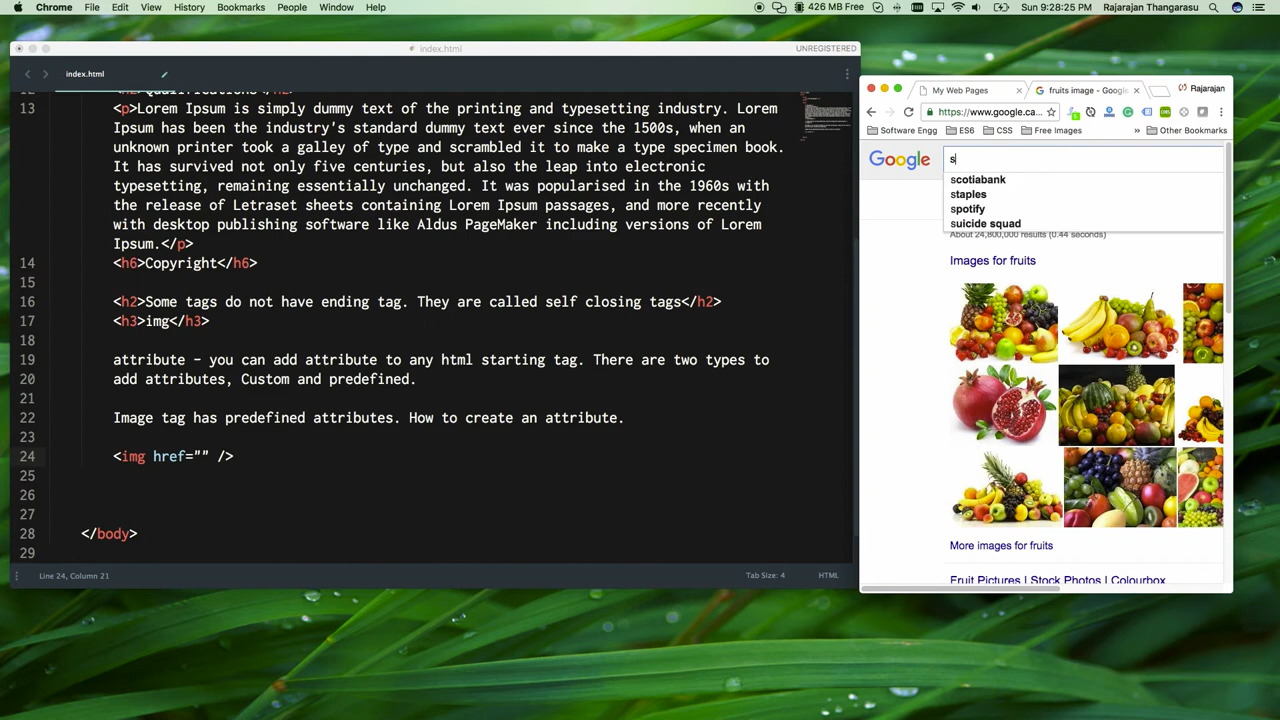 Chrome File Edit View History Bookmarks People Window Help 426 MB Free Sun 9:28:25 PM Rajarajan Thangarasu
index.html UNREGISTERED
index.html
13 <p>Lorem Ipsum is simply dummy text of the printing and typesetting industry. Lorem
Ipsum has been the industry's standard dummy text ever since the 1500s, when an
unknown printer took a galley of type and scrambled it to make a type specimen book.
It has survived not only five centuries, but also the leap into electronic
typesetting, remaining essentially unchanged. It was popularised in the 1960s with
the release of Letraset sheets containing Lorem Ipsum passages, and more recently
with desktop publishing software like Aldus PageMaker including versions of Lorem
Ipsum.</p>
14 <h6>Copyright</h6>
15
16 <h2>Some tags do not have ending tag. They are called self closing tags</h2>
17 <h3>img</h3>
18
19 attribute - you can add attribute to any html starting tag. There are two types to
20 add attributes, Custom and predefined.
21
22 Image tag has predefined attributes. How to create an attribute.
23
24 <img href="" />
25
26
27
28 </body>
29
Line 24, Column 21 Tab Size: 4 HTML
My Web Pages fruits image - Goog Rajarajan
https://www.google.ca...
Software Engg ES6 CSS Free Images » Other Bookmarks
Google s
scotiabank
staples
spotify
suicide squad
About 24,800,000 results (0.44 seconds)
Images for fruits
More images for fruits
Fruit Pictures | Stock Photos | Colourbox